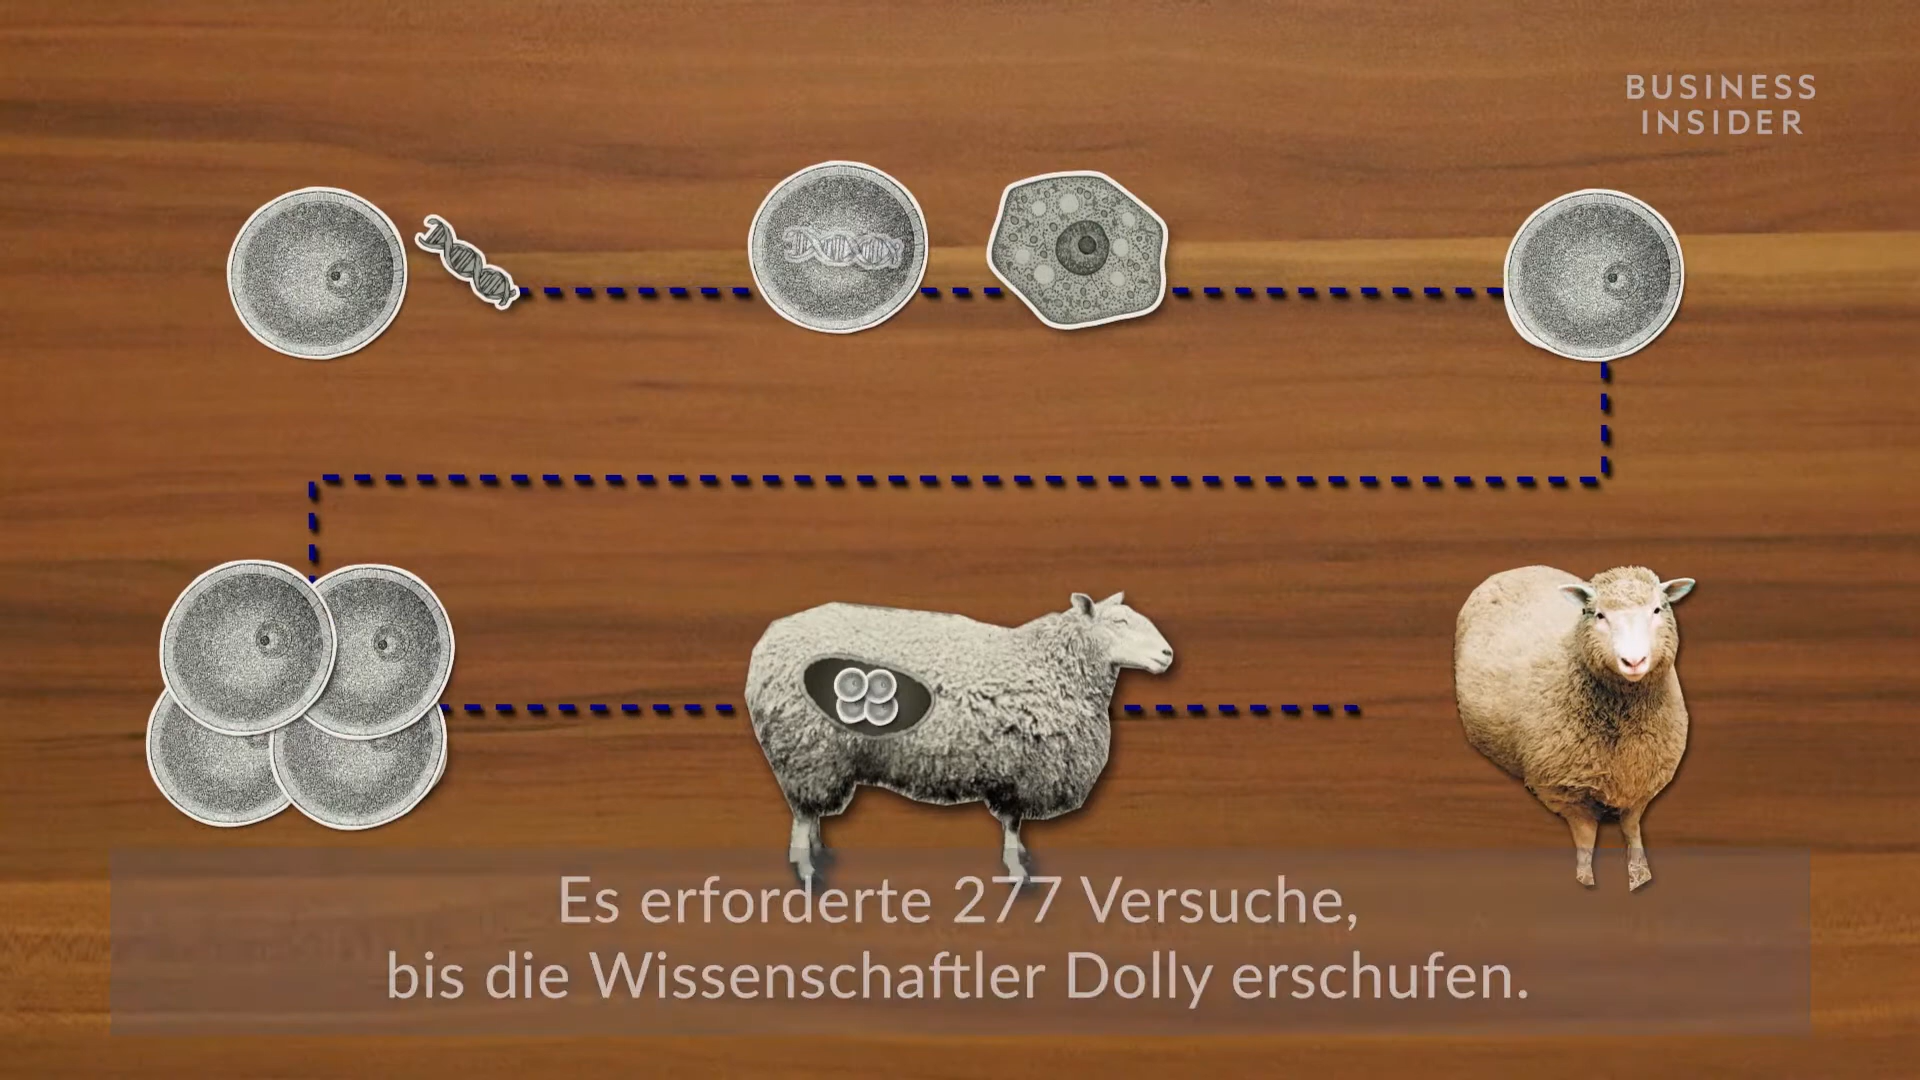 BUSINESS
INSIDER
Es erforderte 277 Versuche,
bis die Wissenschaftler Dolly erschufen.